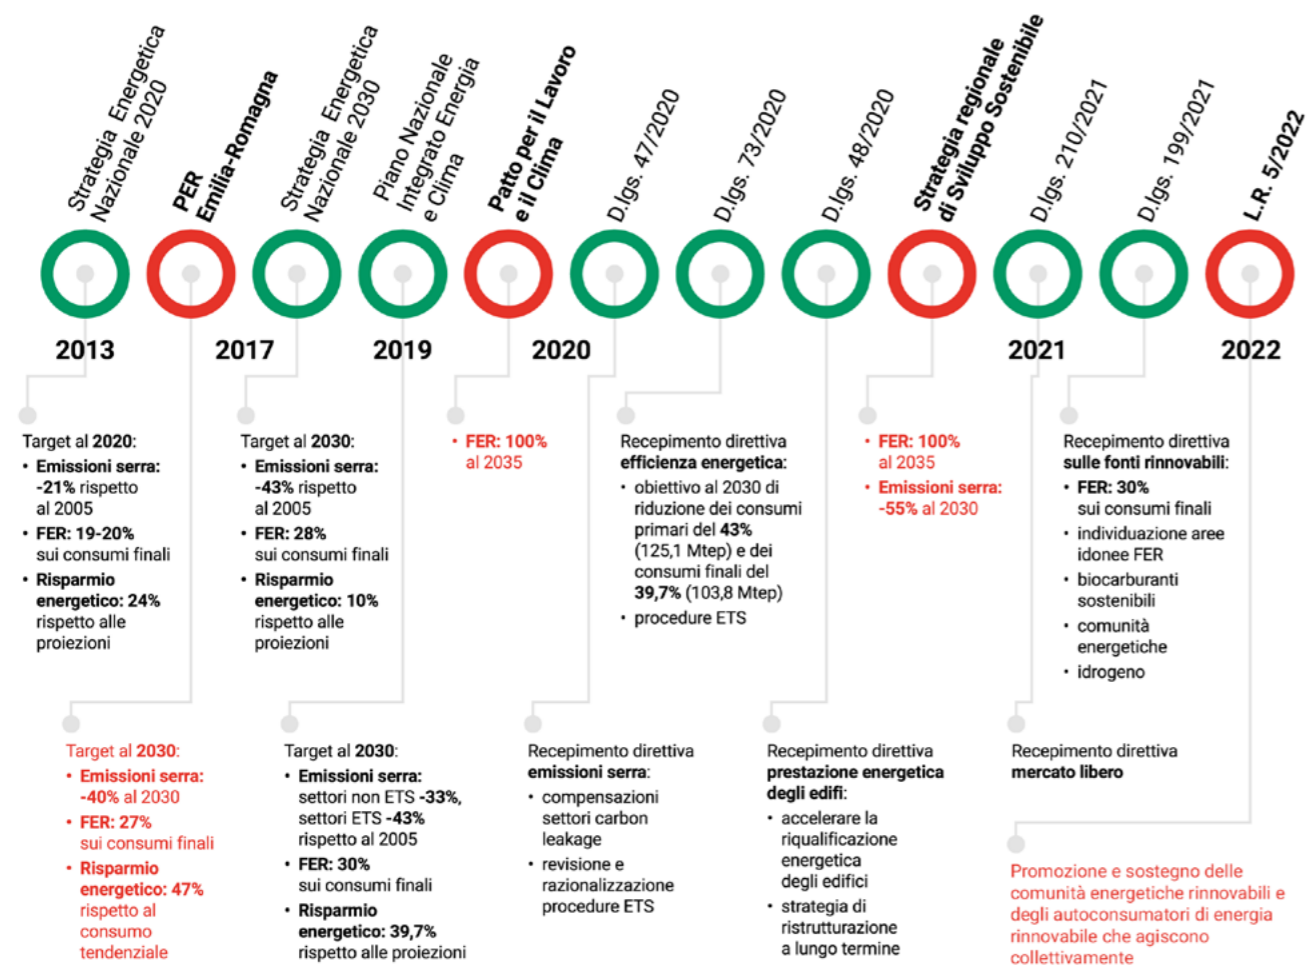 Strategia Energetica
Nazionale 2020
PER
Emilia-Romagna
Strategia Energetica
Nazionale 2030
Piano Nazionale
Integrato Energia
e Clima
Patto per il Lavoro
e il Clima
D.lgs. 47/2020
D.lgs. 73/2020
D.lgs. 48/2020
Strategia regionale
di Sviluppo Sostenibile
D.lgs. 210/2021
D.lgs. 199/2021
L.R. 5/2022
2013
2017
2019
2020
2021
2022
Target al 2020:
• Emissioni serra:
-21% rispetto
al 2005
• FER: 19-20%
sui consumi finali
• Risparmio
energetico: 24%
rispetto alle
proiezioni
Target al 2030:
• Emissioni serra:
-43% rispetto
al 2005
• FER: 28%
sui consumi finali
• Risparmio
energetico: 10%
rispetto alle
proiezioni
• FER: 100%
al 2035
Recepimento direttiva
efficienza energetica:
• obiettivo al 2030 di
riduzione dei consumi
primari del 43%
(125,1 Mtep) e dei
consumi finali del
39,7% (103,8 Mtep)
• procedure ETS
• FER: 100%
al 2035
• Emissioni serra:
-55% al 2030
Recepimento direttiva
sulle fonti rinnovabili:
• FER: 30%
sui consumi finali
• individuazione aree
idonee FER
• biocarburanti
sostenibili
• comunità
energetiche
• idrogeno
Target al 2030:
• Emissioni serra:
-40% al 2030
• FER: 27%
sui consumi finali
• Risparmio
energetico: 47%
rispetto al
consumo
tendenziale
Target al 2030:
• Emissioni serra:
settori non ETS -33%,
settori ETS -43%
rispetto al 2005
• FER: 30%
sui consumi finali
• Risparmio
energetico: 39,7%
rispetto alle proiezioni
Recepimento direttiva
emissioni serra:
• compensazioni
settori carbon
leakage
• revisione e
razionalizzazione
procedure ETS
Recepimento direttiva
prestazione energetica
degli edifi:
• accelerare la
riqualificazione
energetica
degli edifici
• strategia di
ristrutturazione
a lungo termine
Recepimento direttiva
mercato libero
Promozione e sostegno delle
comunità energetiche rinnovabili e
degli autoconsumatori di energia
rinnovabile che agiscono
collettivamente